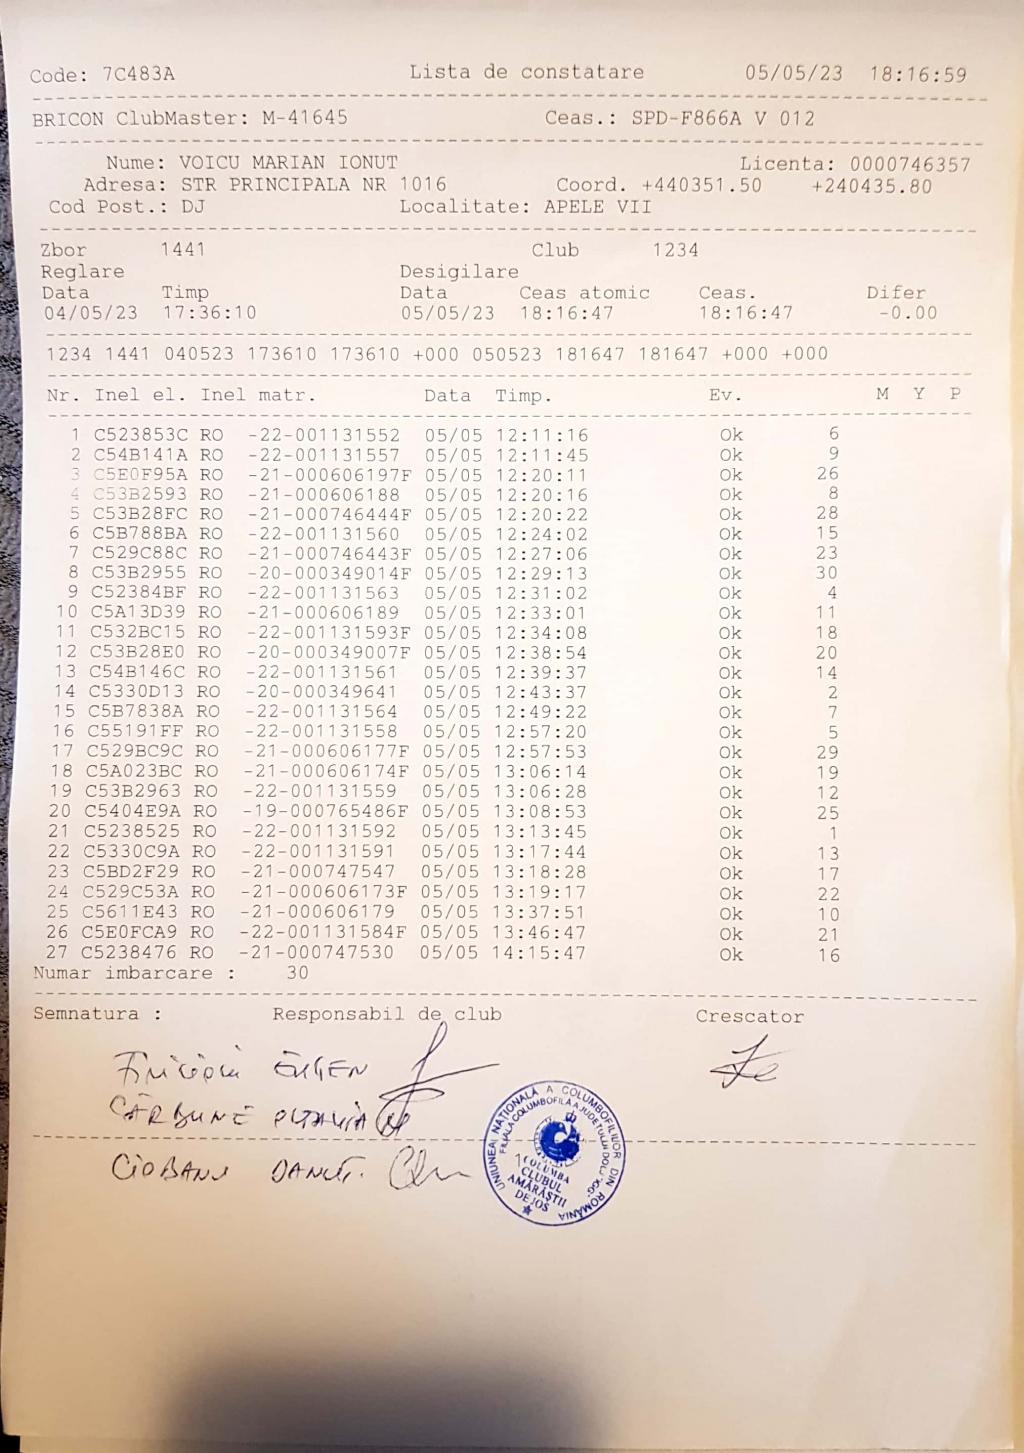 Code: 7C483A Lista de constatare 05/05/23 18:16:59
BRICON ClubMaster: M-41645 Ceas.: SPD-F866A V 012
Nume: VOICU MARIAN IONUT Licenta: 0000746357
Adresa: STR PRINCIPALA NR 1016 Coord. +440351.50 +240435.80
Cod Post.: DJ Localitate: APELE VII
Zbor 1441 Club 1234
Reglare Desigilare
Data Timp Data Ceas atomic Ceas. Difer
04/05/23 17:36:10 05/05/23 18:16:47 18:16:47 -0.00
1234 1441 040523 173610 173610 +000 050523 181647 181647 +000 +000
Nr. Inel el. Inel matr. Data Timp. Ev. M Y P
1 C523853C RO -22-001131552 05/05 12:11:16 Ok 6
2 C54B141A RO -22-001131557 05/05 12:11:45 Ok 9
3 C5E0F95A RO -21-000606197F 05/05 12:20:11 Ok 26
4 C53B2593 RO -21-000606188 05/05 12:20:16 Ok 8
5 C53B28FC RO -21-000746444F 05/05 12:20:22 Ok 28
6 C5B788BA RO -22-001131560 05/05 12:24:02 Ok 15
7 C529C88C RO -21-000746443F 05/05 12:27:06 Ok 23
8 C53B2955 RO -20-000349014F 05/05 12:29:13 Ok 30
9 C52384BF RO -22-001131563 05/05 12:31:02 Ok 4
10 C5A13D39 RO -21-000606189 05/05 12:33:01 Ok 11
11 C532BC15 RO -22-001131593F 05/05 12:34:08 Ok 18
12 C53B28E0 RO -20-000349007F 05/05 12:38:54 Ok 20
13 C54B146C RO -22-001131561 05/05 12:39:37 Ok 14
14 C5330D13 RO -20-000349641 05/05 12:43:37 Ok 2
15 C5B7838A RO -22-001131564 05/05 12:49:22 Ok 7
16 C55191FF RO -22-001131558 05/05 12:57:20 Ok 5
17 C529BC9C RO -21-000606177F 05/05 12:57:53 Ok 29
18 C5A023BC RO -21-000606174F 05/05 13:06:14 Ok 19
19 C53B2963 RO -22-001131559 05/05 13:06:28 Ok 12
20 C5404E9A RO -19-000765486F 05/05 13:08:53 Ok 25
21 C5238525 RO -22-001131592 05/05 13:13:45 Ok 1
22 C5330C9A RO -22-001131591 05/05 13:17:44 Ok 13
23 C5BD2F29 RO -21-000747547 05/05 13:18:28 Ok 17
24 C529C53A RO -21-000606173F 05/05 13:19:17 Ok 22
25 C5611E43 RO -21-000606179 05/05 13:37:51 Ok 10
26 C5E0FCA9 RO -22-001131584F 05/05 13:46:47 Ok 21
27 C5238476 RO -21-000747530 05/05 14:15:47 Ok 16
Numar imbarcare : 30
Semnatura : Responsabil de club Crescator
CĂRBUNE
CIOBANU DANUT.
UNIUNEA NAȚIONALĂ A COLUMBOFILILOR DIN ROMÂNIA
FILIALA COLUMBOFILĂ A JUDEȚULUI DOLJ
COLUMBA
CLUBUL
AMĂRĂȘTII
DE JOS